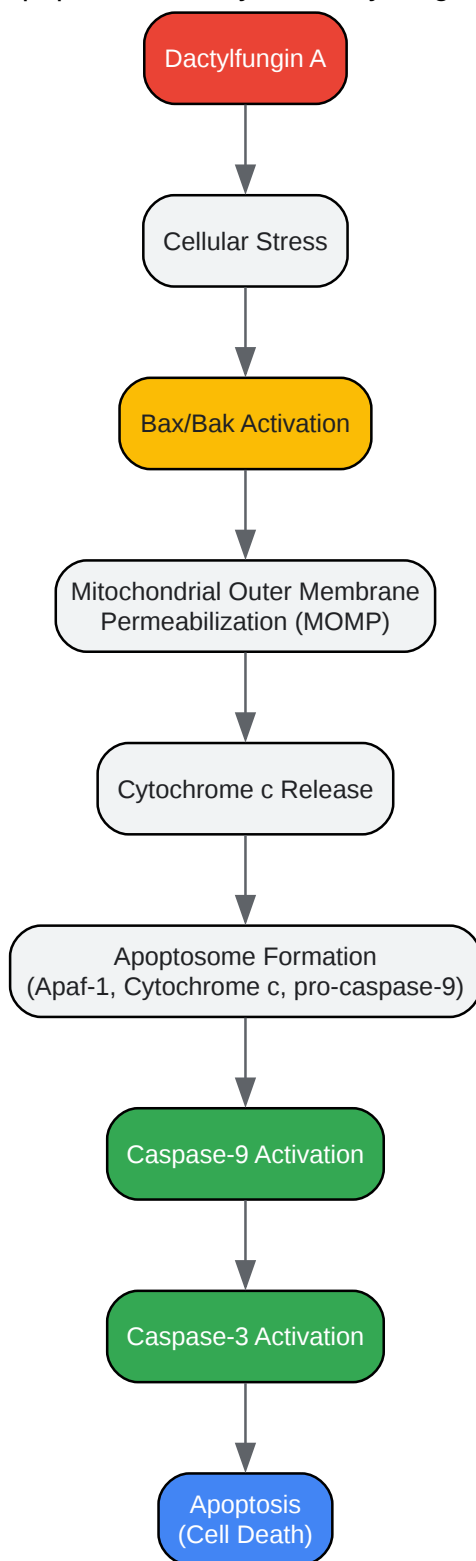 Dactylfungin A
Cellular Stress
Bax/Bak Activation
Mitochondrial Outer Membrane
Permeabilization (MOMP)
Cytochrome c Release
Apoptosome Formation
(Apaf-1, Cytochrome c, pro-caspase-9)
Caspase-9 Activation
Caspase-3 Activation
Apoptosis
(Cell Death)